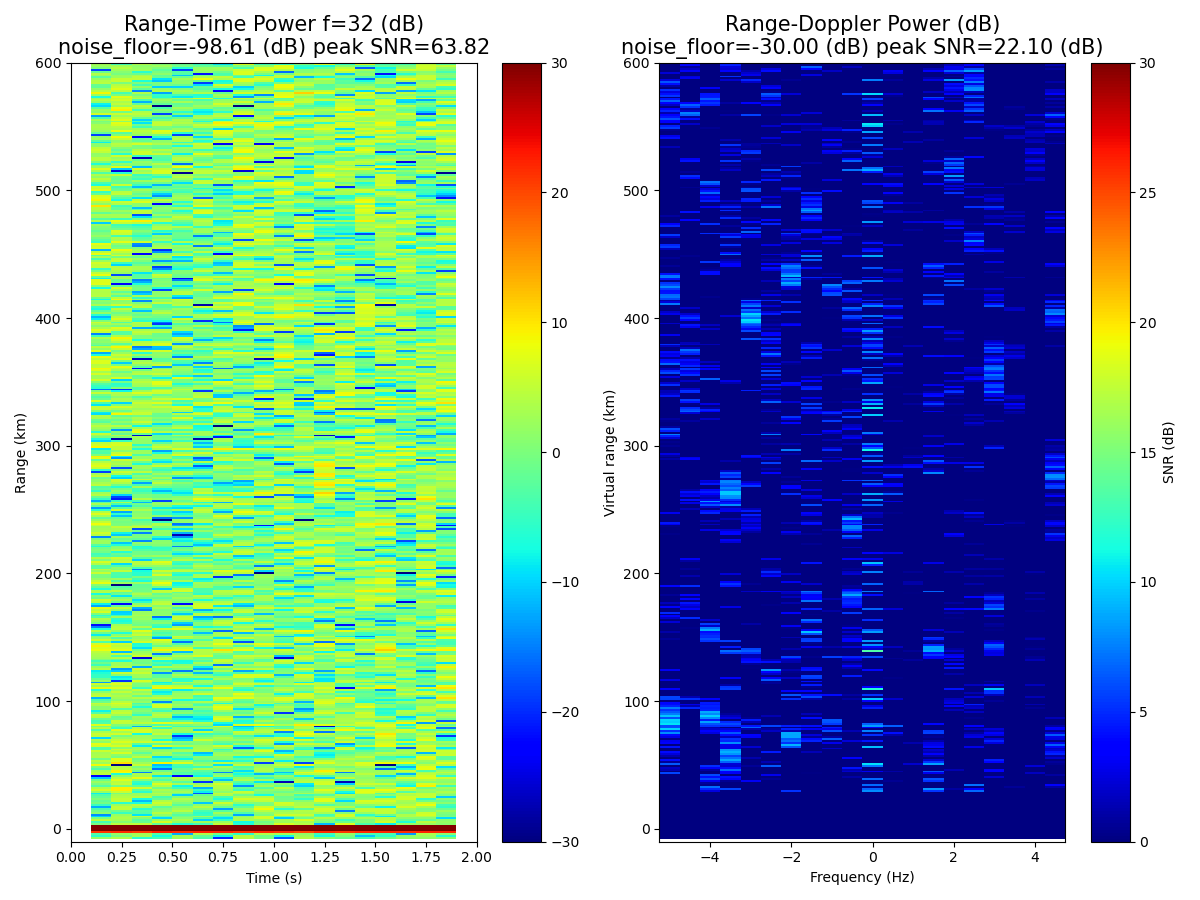 Range-Time Power f=32 (dB)
noise_floor=-98.61 (dB) peak SNR=63.82
Range (km)
600
500
400
300
200
100
0
0.00 0.25 0.50 0.75 1.00 1.25 1.50 1.75 2.00
Time (s)
30
20
10
0
−10
−20
−30
Range-Doppler Power (dB)
noise_floor=-30.00 (dB) peak SNR=22.10 (dB)
Virtual range (km)
600
500
400
300
200
100
0
−4 −2 0 2 4
Frequency (Hz)
30
25
20
15
10
5
0
SNR (dB)